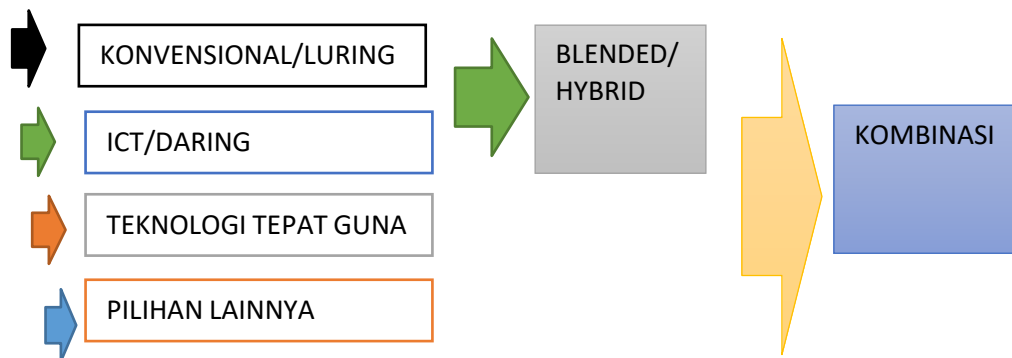 KONVENSIONAL/LURING
ICT/DARING
TEKNOLOGI TEPAT GUNA
PILIHAN LAINNYA
BLENDED/
HYBRID
KOMBINASI